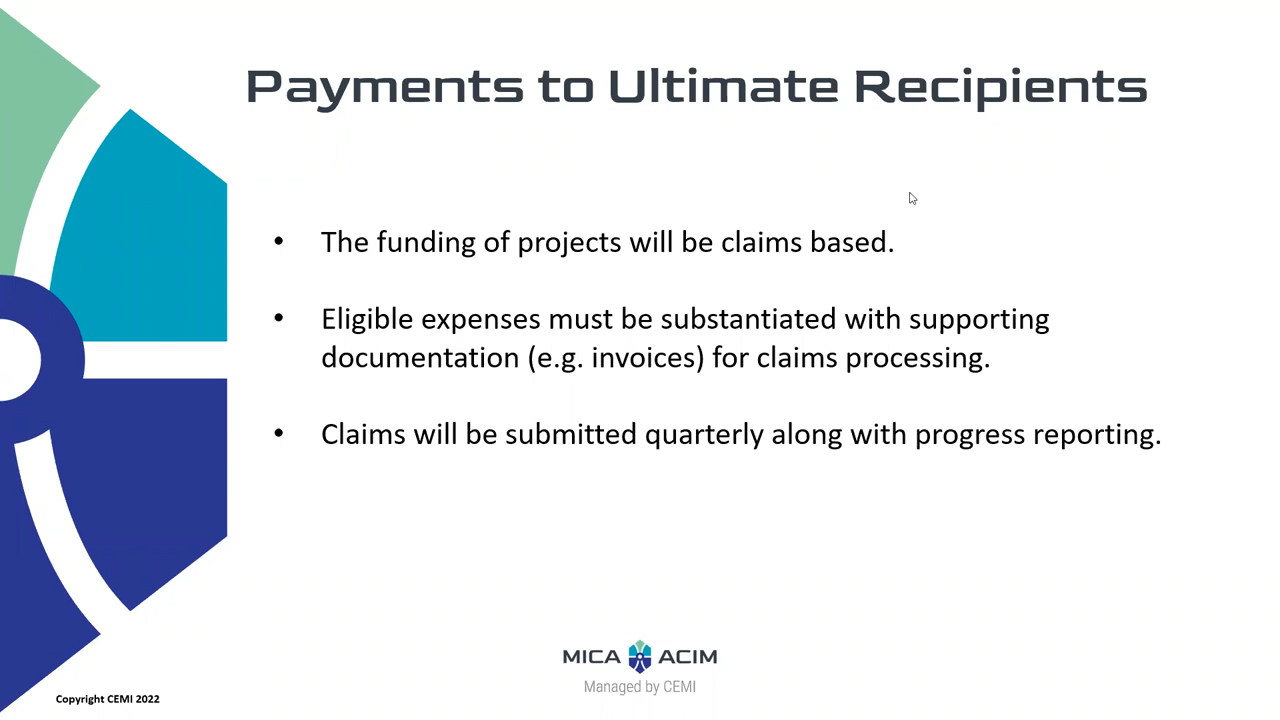 Payments to Ultimate Recipients
• The funding of projects will be claims based.
• Eligible expenses must be substantiated with supporting
documentation (e.g. invoices) for claims processing.
• Claims will be submitted quarterly along with progress reporting.
MICA ACIM
Managed by CEMI
Copyright CEMI 2022